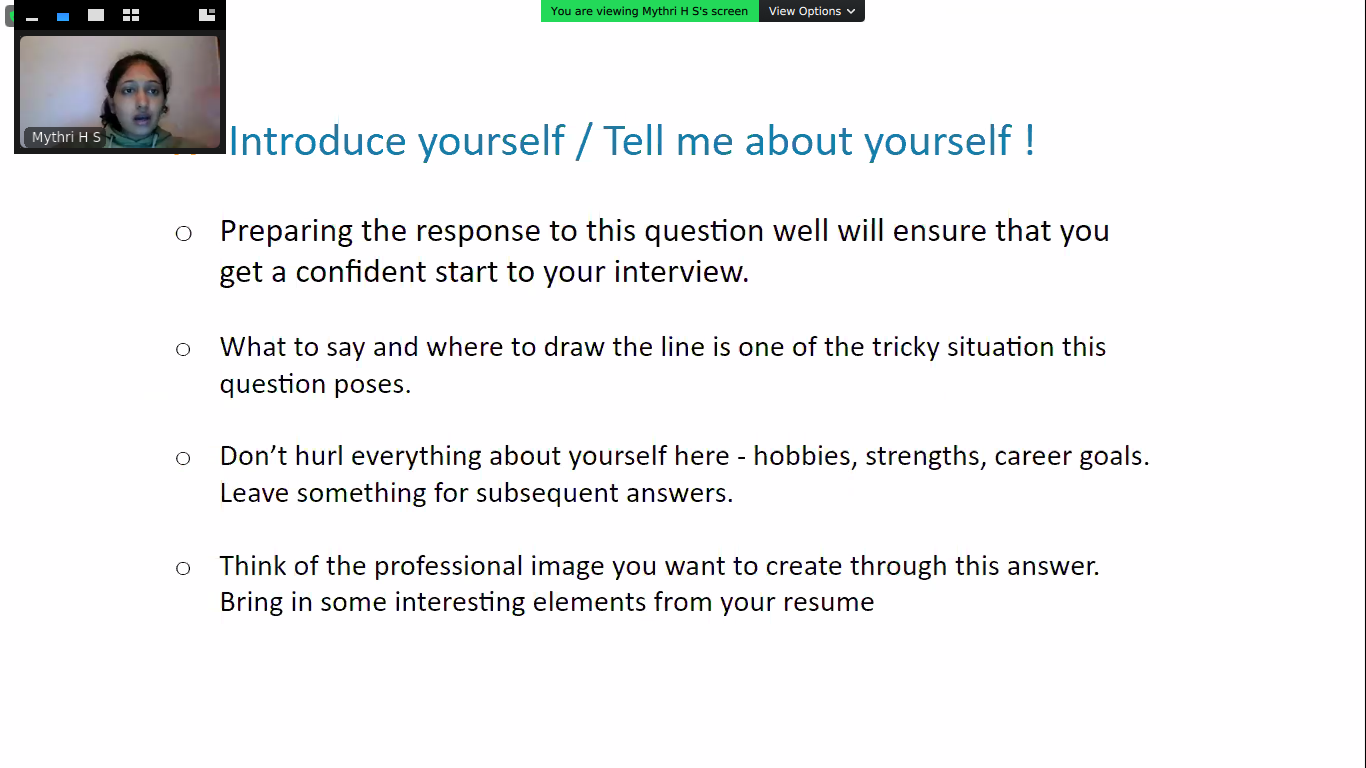 You are viewing Mythri H S's screen
View Options
Mythri H S
Introduce yourself / Tell me about yourself !
Preparing the response to this question well will ensure that you
get a confident start to your interview.
What to say and where to draw the line is one of the tricky situation this
question poses.
Don’t hurl everything about yourself here - hobbies, strengths, career goals.
Leave something for subsequent answers.
Think of the professional image you want to create through this answer.
Bring in some interesting elements from your resume